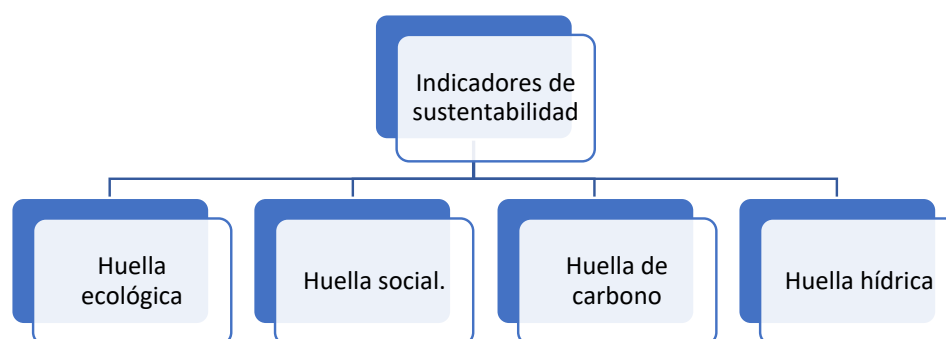 Indicadores de
sustentabilidad
Huella
ecológica
Huella social.
Huella de
carbono
Huella hídrica